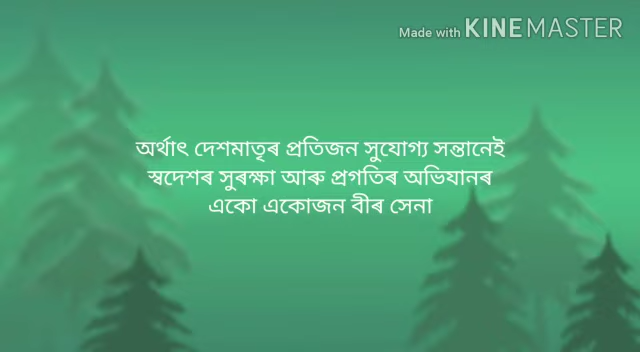 Made with KINEMASTER
অৰ্থাৎ দেশমাতৃৰ প্ৰতিজন সুযোগ্য সন্তানেই
স্বদেশৰ সুৰক্ষা আৰু প্ৰগতিৰ অভিযানৰ
একো একোজন বীৰ সেনা